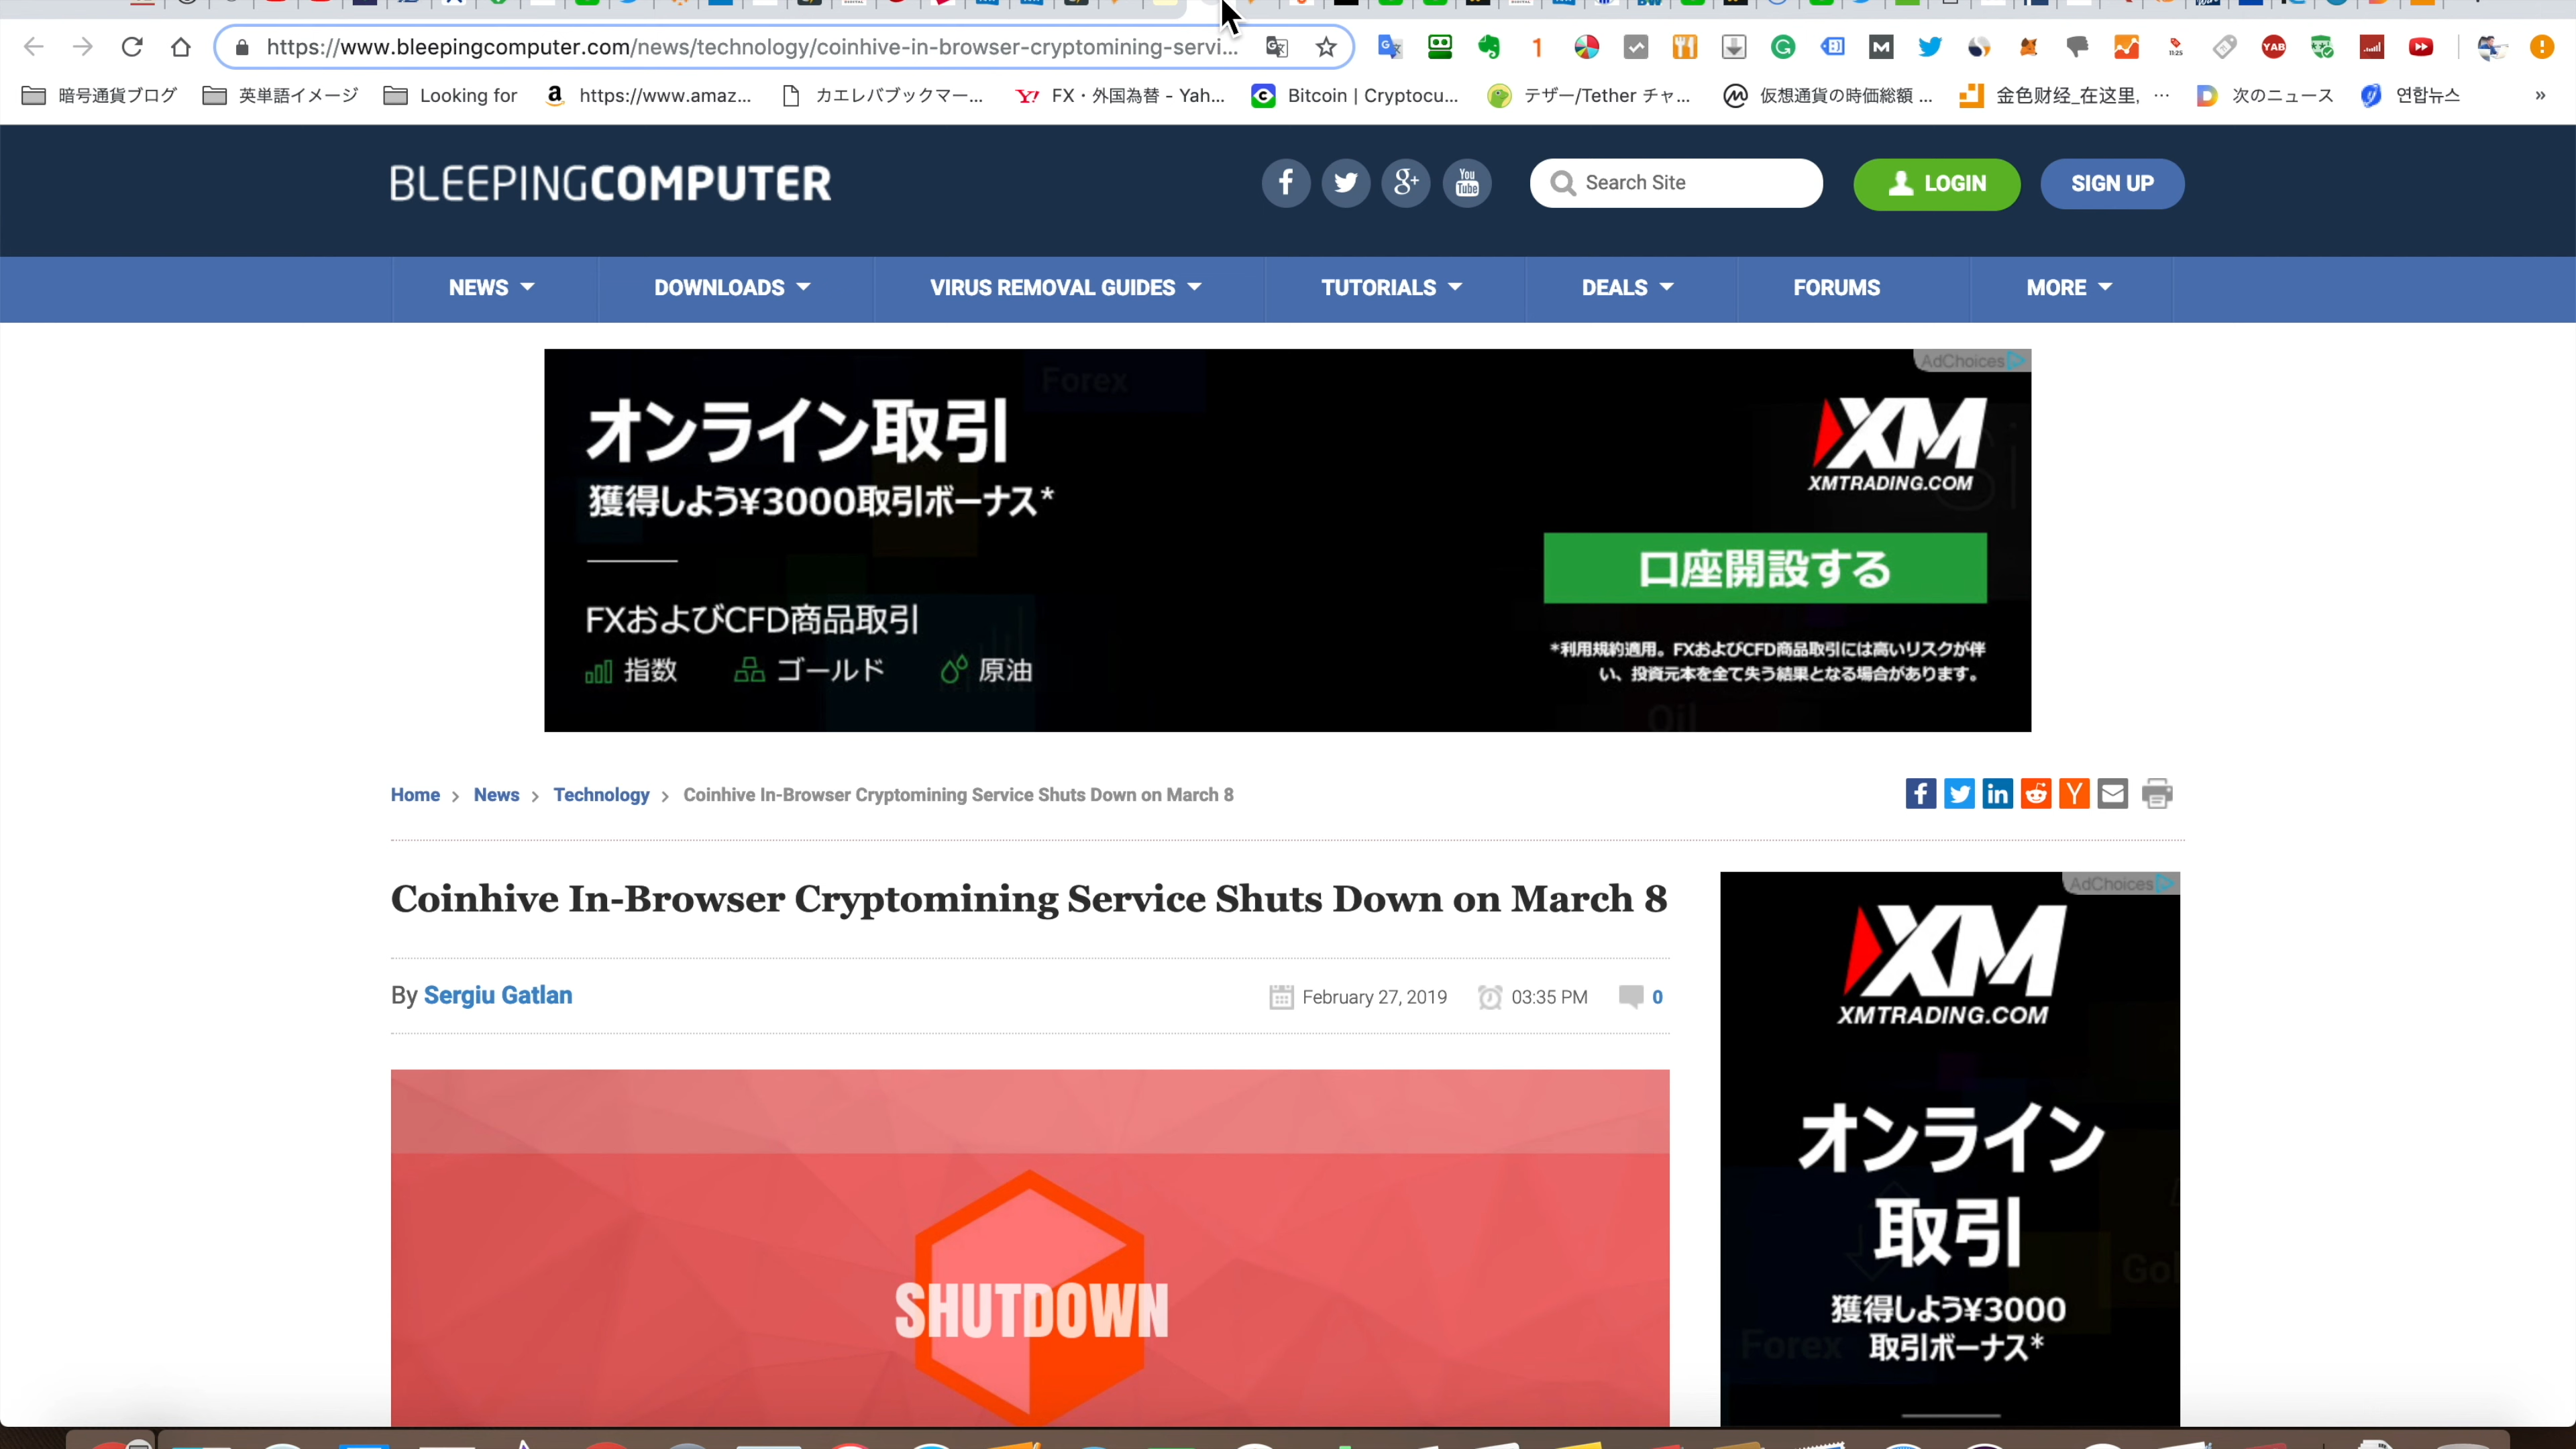 https://www.bleepingcomputer.com/news/technology/coinhive-in-browser-cryptomining-servi...
暗号通貨ブログ
英単語イメージ
Looking for
https://www.amaz...
カエレバブックマー...
FX・外国為替 - Yah...
Bitcoin | Cryptocu...
テザー/Tether チャ...
仮想通貨の時価総額 ...
金色财经_在这里, ...
次のニュース
연합뉴스
»
BLEEPINGCOMPUTER
You Tube
Search Site
LOGIN
SIGN UP
NEWS
DOWNLOADS
VIRUS REMOVAL GUIDES
TUTORIALS
DEALS
FORUMS
MORE
AdChoices
Forex
オンライン取引
獲得しよう¥3000取引ボーナス*
FXおよびCFD商品取引
指数
ゴールド
原油
XM
XMTRADING.COM
口座開設する
*利用規約適用。FXおよびCFD商品取引には高いリスクが伴
い、投資元本を全て失う結果となる場合があります。
Oil
Home > News > Technology > Coinhive In-Browser Cryptomining Service Shuts Down on March 8
Coinhive In-Browser Cryptomining Service Shuts Down on March 8
By Sergiu Gatlan
February 27, 2019
03:35 PM
0
SHUTDOWN
AdChoices
XM
XMTRADING.COM
オンライン
取引
獲得しよう¥3000
取引ボーナス*
Forex